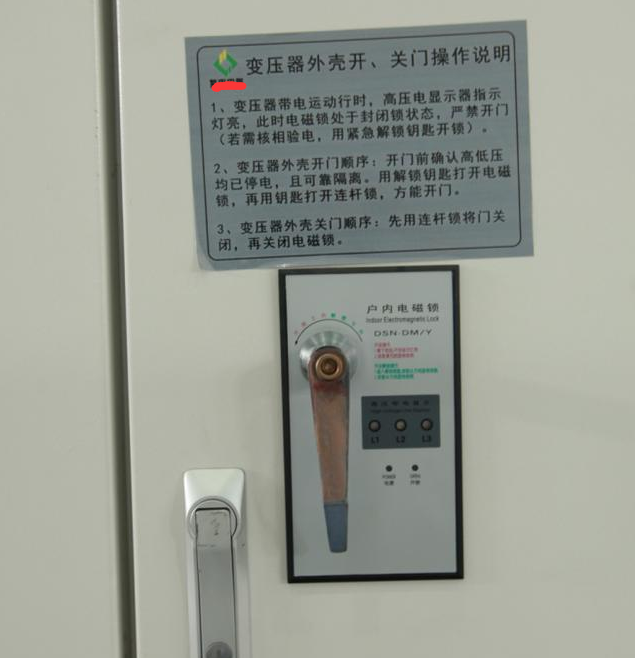 变压器外壳开、关门操作说明
1、变压器带电运动行时，高压电显示器指示
灯亮，此时电磁锁处于封闭锁状态，严禁开门
（若需核相验电，用紧急解锁钥匙开锁）。
2、变压器外壳开门顺序：开门前确认高低压
均已停电，且可靠隔离。用解锁钥匙打开电磁
锁，再用钥匙打开连杆锁，方能开门。
3、变压器外壳关门顺序：先用连杆锁将门关
闭，再关闭电磁锁。
户内电磁锁
Indoor Electromagnetic Lock
DSN-DM/Y
L1 L2 L3
POWER OPEN
电源 开锁